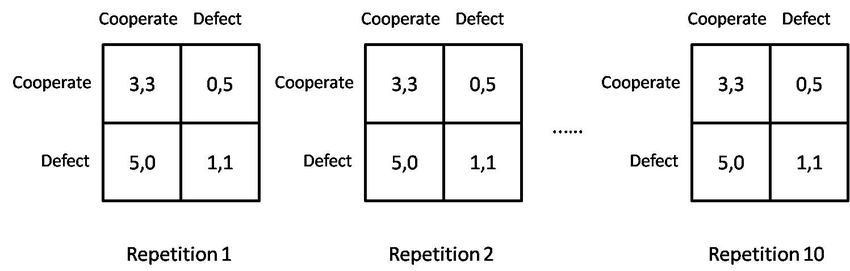 Cooperate Defect Cooperate Defect Cooperate Defect
Cooperate 3,3 0,5 Cooperate 3,3 0,5 Cooperate 3,3 0,5
......
Defect 5,0 1,1 Defect 5,0 1,1 Defect 5,0 1,1
Repetition 1 Repetition 2 Repetition 10